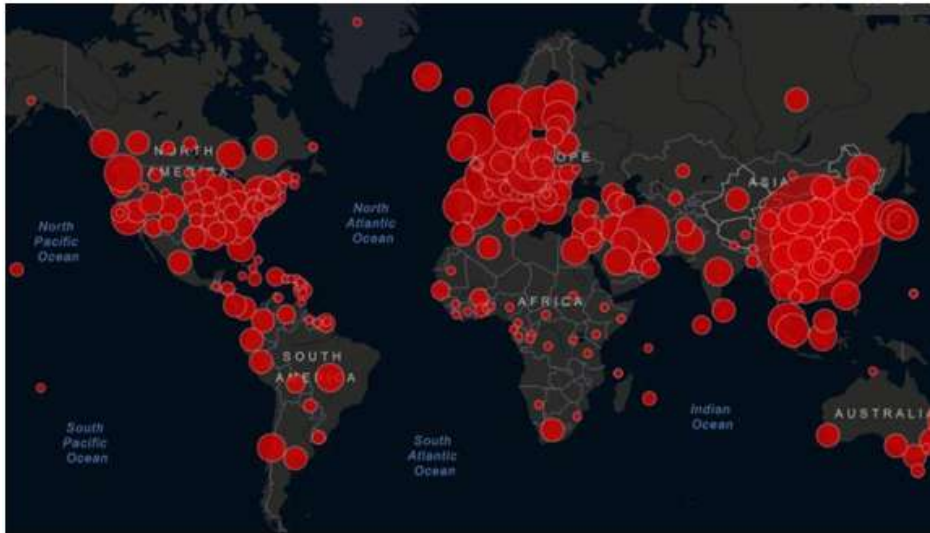 NORTH
AMERICA
OPE
ASIA
North
Pacific
Ocean
North
Atlantic
Ocean
AFRICA
SOUTH
AMERICA
South
Pacific
Ocean
South
Atlantic
Ocean
Indian
Ocean
AUSTRALIA